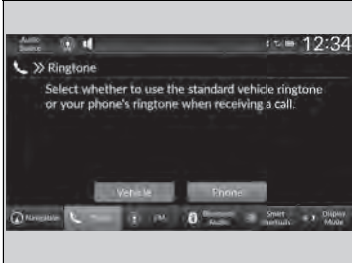 Audio
Source
12:34
Ringtone
Select whether to use the standard vehicle ringtone
or your phone's ringtone when receiving a call.
Vehicle
Phone
Navigation
Phone
FM
Bluetooth
Audio
Smart
Shortcuts
Display
Mode